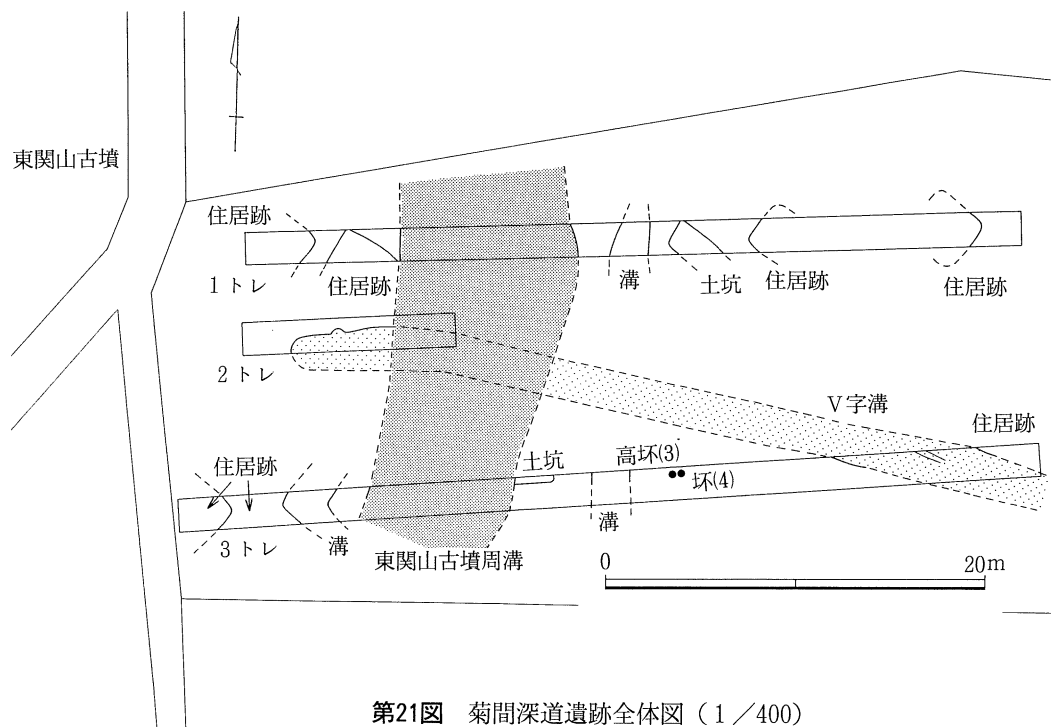 東関山古墳
住居跡
1トレ
住居跡
溝
土坑
住居跡
住居跡
2トレ
V字溝
住居跡
住居跡
土坑
高坏(3)
坏(4)
3トレ
溝
溝
東関山古墳周溝
0
20m
第21図 菊間深道遺跡全体図(1/400)